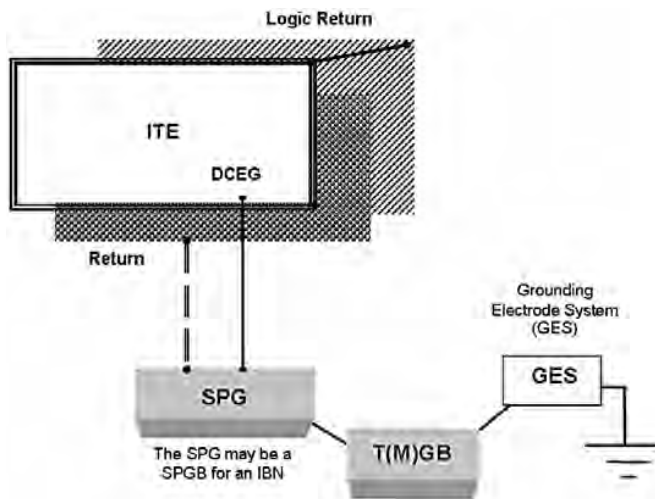 Logic Return
ITE
DCEG
Return
Grounding
Electrode System
(GES)
GES
SPG
T(M)GB
The SPG may be a
SPGB for an IBN